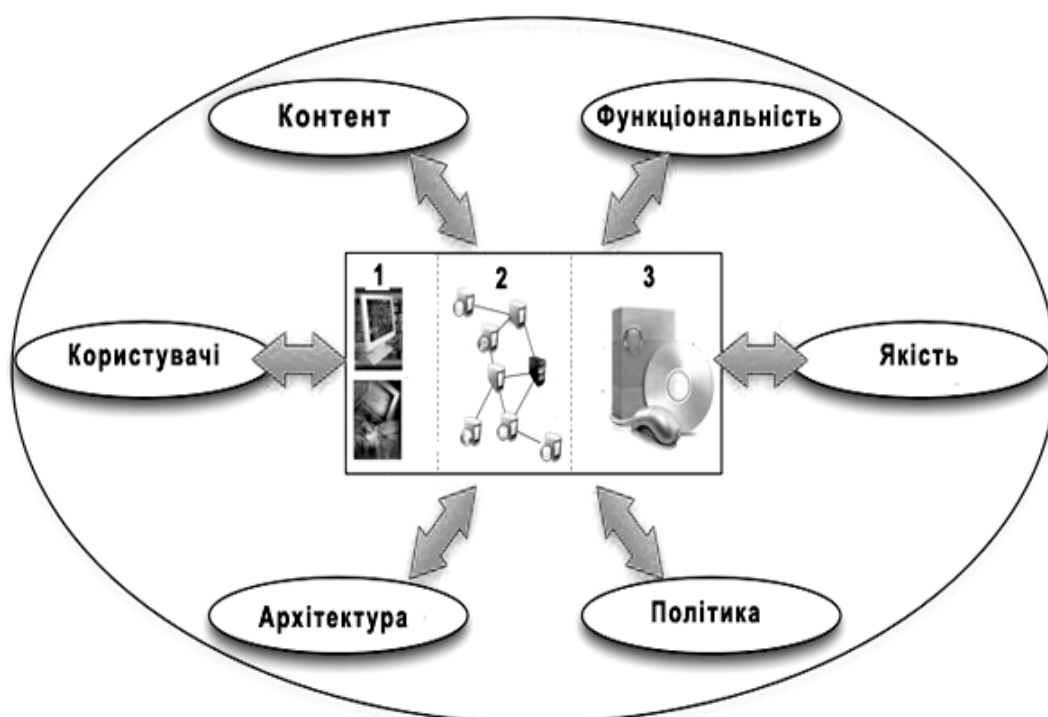 Контент
Функціональність
1
2
3
Користувачі
Якість
Архітектура
Політика